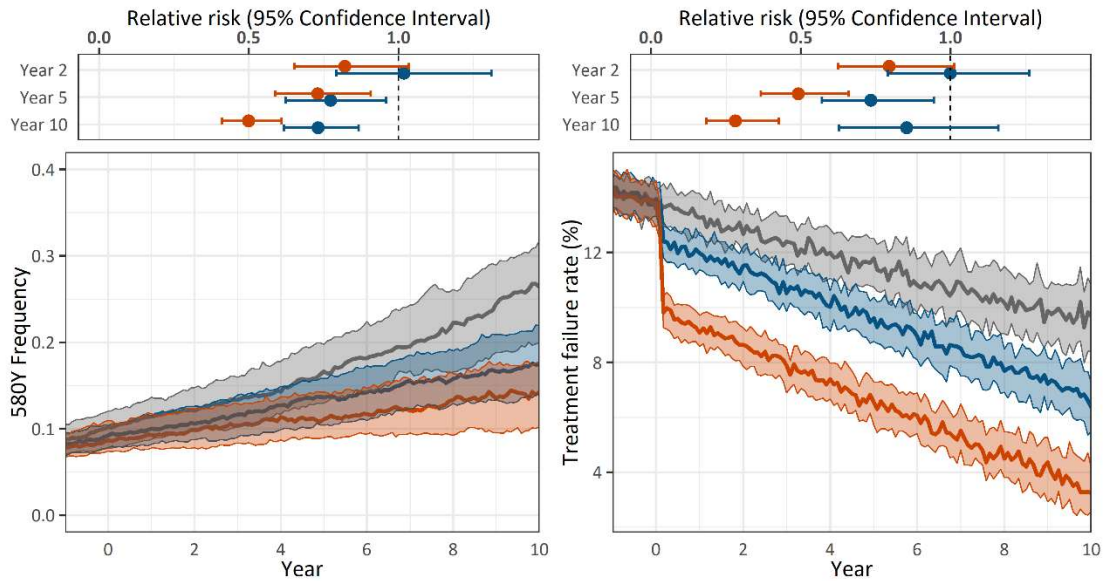 Relative risk (95% Confidence Interval)
0.0 0.5 1.0
Year 2
Year 5
Year 10
0.4
0.3
0.2
0.1
0.0
580Y Frequency
0 2 4 6 8 10
Year
Relative risk (95% Confidence Interval)
0.0 0.5 1.0
Year 2
Year 5
Year 10
12
8
4
Treatment failure rate (%)
0 2 4 6 8 10
Year